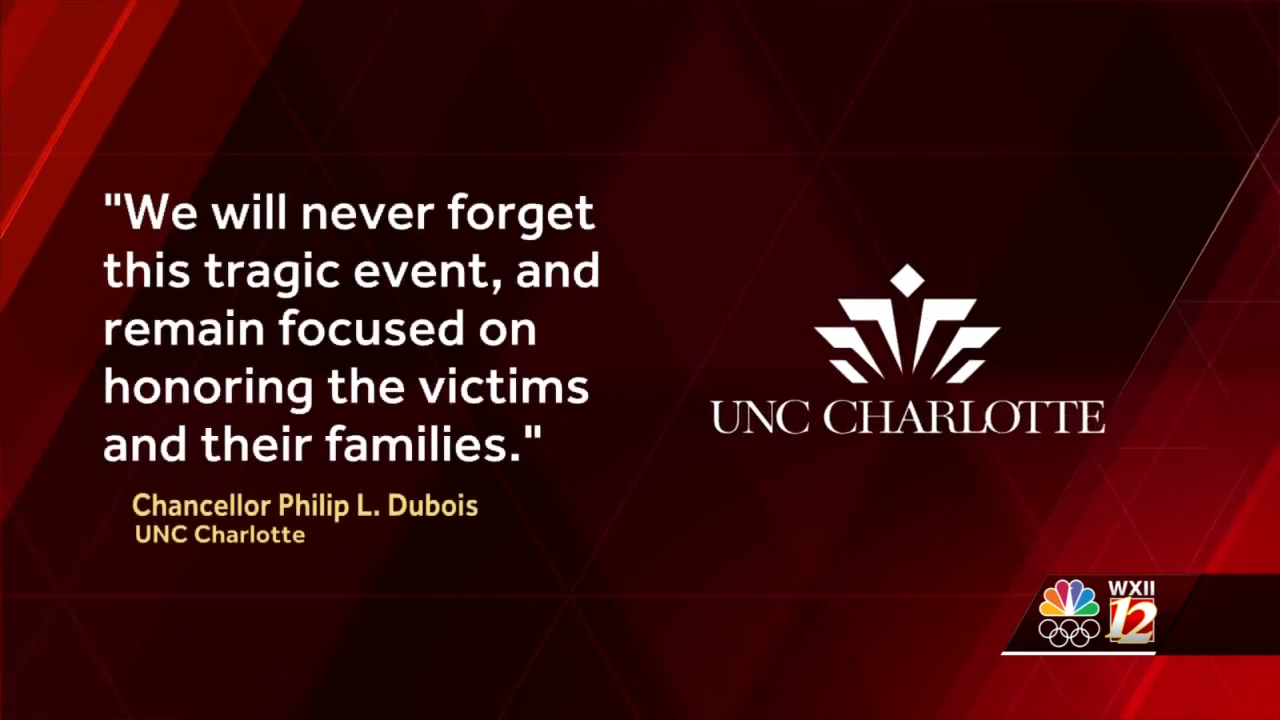 "We will never forget
this tragic event, and
remain focused on
honoring the victims
and their families."
Chancellor Philip L. Dubois
UNC Charlotte
UNC CHARLOTTE
WXII
12